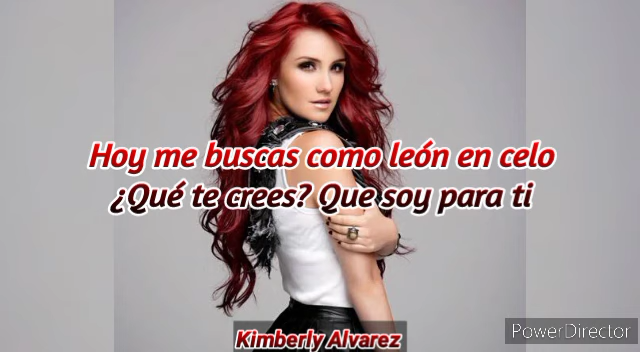 Hoy me buscas como león en celo
¿Qué te crees? Que soy para ti
Kimberly Alvarez
PowerDirector